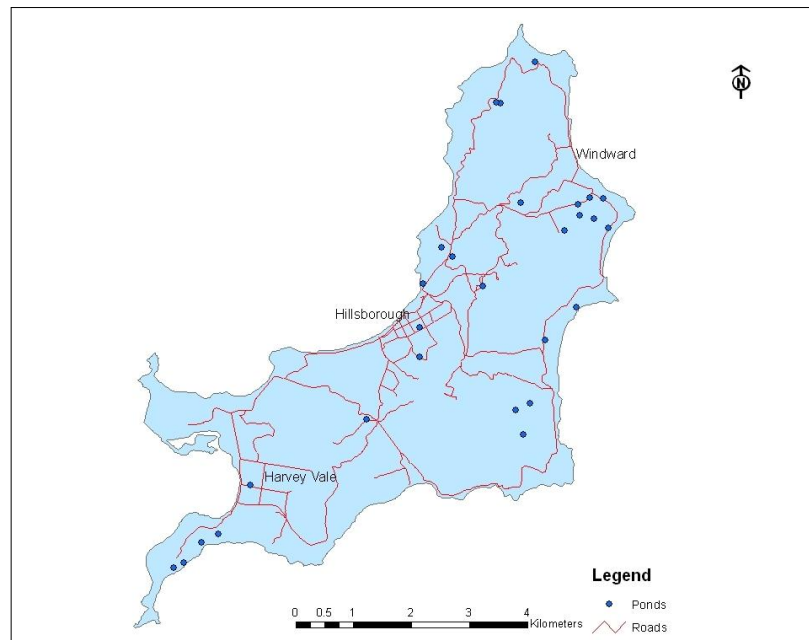 N
Windward
Hillsborough
Harvey Vale
Legend
Ponds
Roads
0 0.5 1 2 3 4
Kilometers